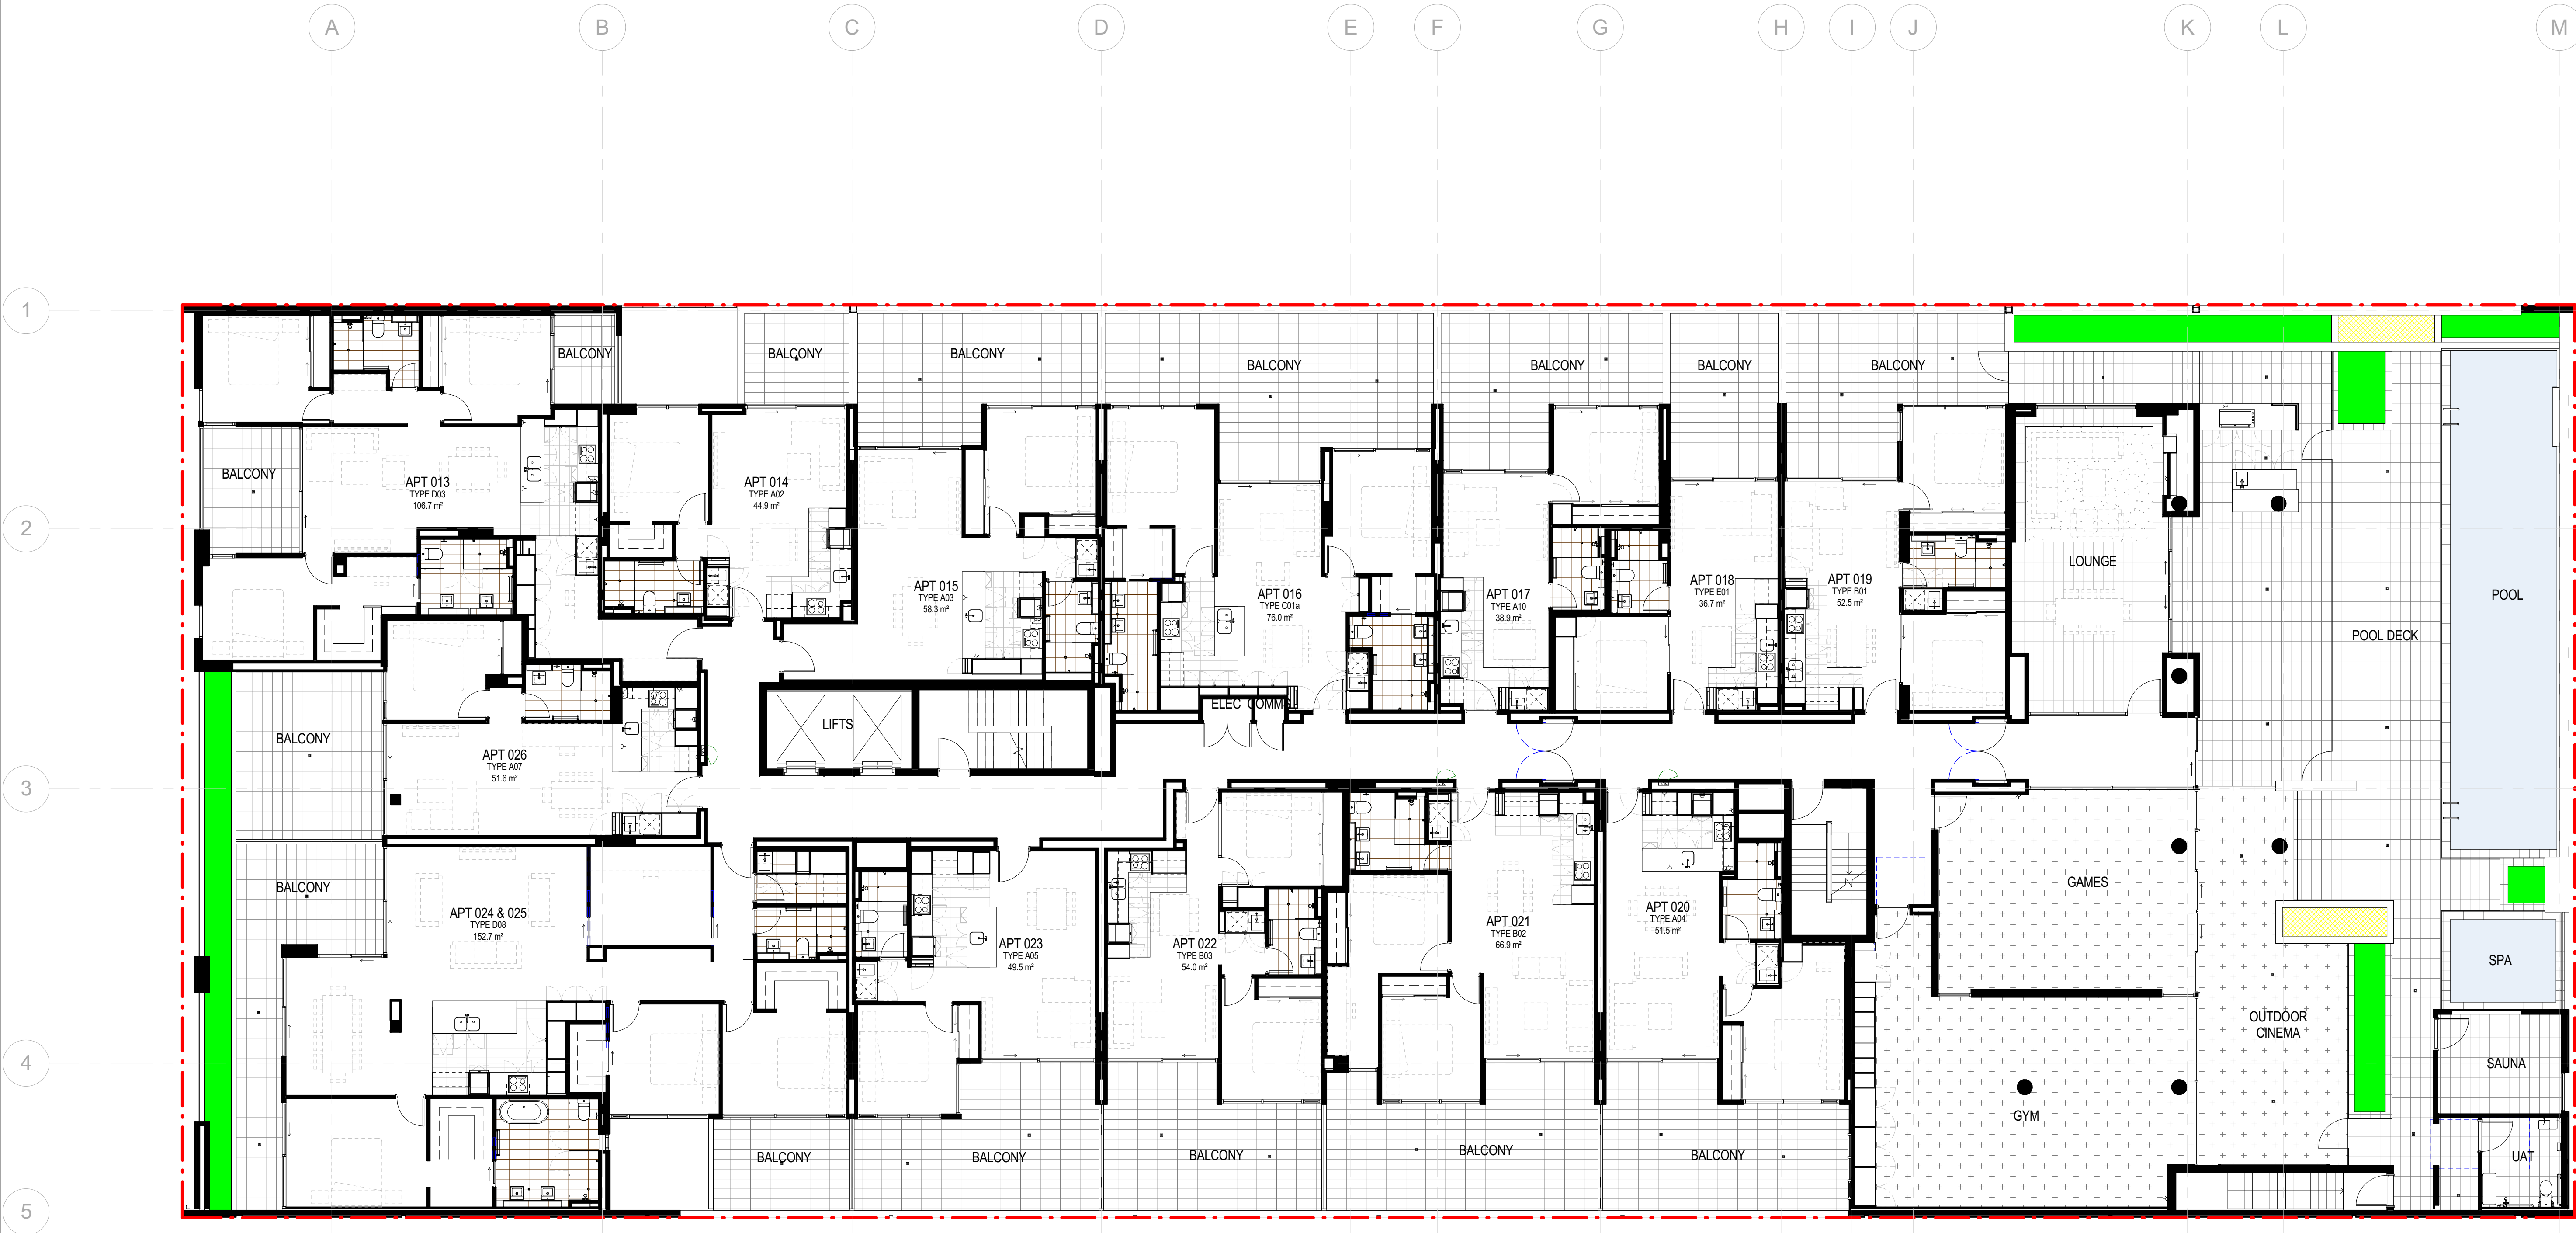 A
B
C
D
E
F
G
H
I
J
K
L
M
1
2
3
4
5
BALCONY
BALCONY
BALCONY
BALCONY
BALCONY
BALCONY
BALCONY
BALCONY
BALCONY
APT 013
TYPE D03
106.7 m²
APT 014
TYPE A02
44.9 m²
APT 015
TYPE A03
58.3 m²
APT 016
TYPE C01a
76.0 m²
APT 017
TYPE A10
38.9 m²
APT 018
TYPE E01
36.7 m²
APT 019
TYPE B01
52.5 m²
LOUNGE
POOL
POOL DECK
ELEC
COMMS
LIFTS
BALCONY
APT 026
TYPE A07
51.6 m²
BALCONY
APT 024 & 025
TYPE D08
152.7 m²
APT 023
TYPE A05
49.5 m²
APT 022
TYPE B03
54.0 m²
APT 021
TYPE B02
66.9 m²
APT 020
TYPE A04
51.5 m²
GAMES
SPA
OUTDOOR
CINEMA
SAUNA
GYM
UAT
BALCONY
BALCONY
BALCONY
BALCONY
BALCONY